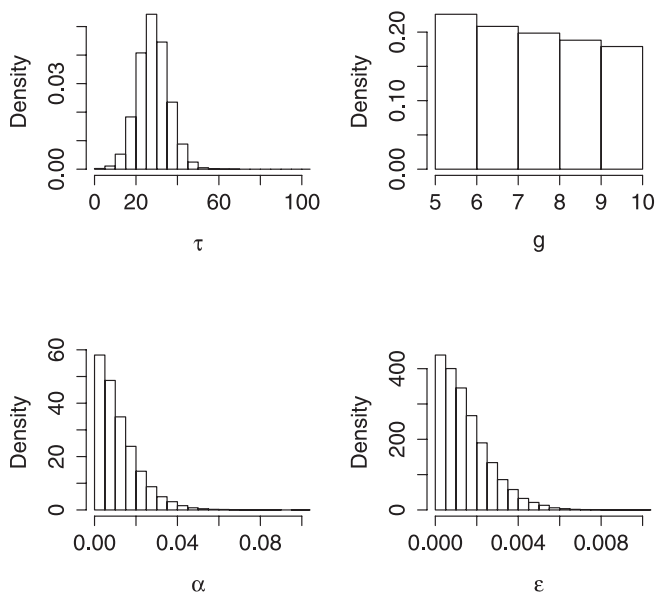 Density
0.00 0.03
0 20 60 100
τ
Density
0.00 0.10 0.20
5 6 7 8 9 10
g
Density
0 20 40 60
0.00 0.04 0.08
α
Density
0 200 400
0.000 0.004 0.008
ε